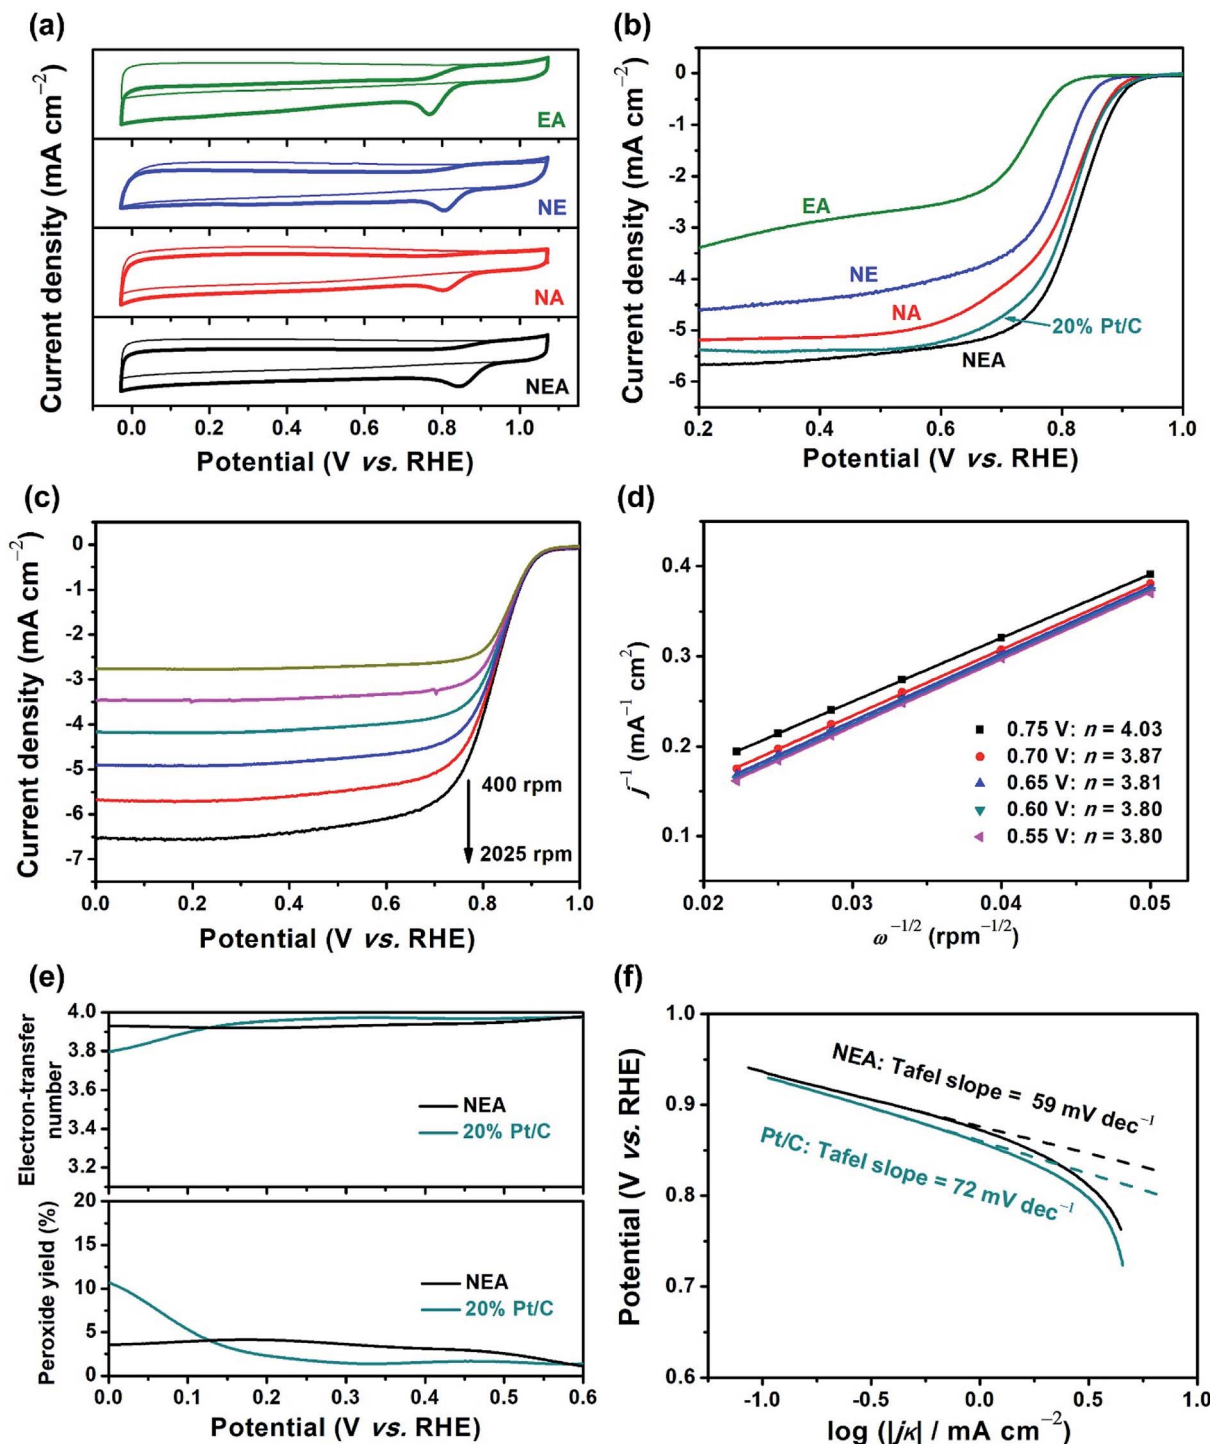 (a)
Current density (mA cm⁻²)
EA
NE
NA
NEA
0.0 0.2 0.4 0.6 0.8 1.0
Potential (V vs. RHE)
(b)
Current density (mA cm⁻²)
0
-1
-2
-3
-4
-5
-6
EA
NE
NA
20% Pt/C
NEA
0.2 0.4 0.6 0.8 1.0
Potential (V vs. RHE)
(c)
Current density (mA cm⁻²)
0
-1
-2
-3
-4
-5
-6
-7
400 rpm
2025 rpm
0.0 0.2 0.4 0.6 0.8 1.0
Potential (V vs. RHE)
(d)
j⁻¹ (mA⁻¹ cm²)
0.4
0.3
0.2
0.1
0.75 V: n = 4.03
0.70 V: n = 3.87
0.65 V: n = 3.81
0.60 V: n = 3.80
0.55 V: n = 3.80
0.02 0.03 0.04 0.05
ω⁻¹/² (rpm⁻¹/²)
(e)
Electron-transfer
number
4.0
3.8
3.6
3.4
3.2
NEA
20% Pt/C
Peroxide yield (%)
20
15
10
5
0
NEA
20% Pt/C
0.0 0.1 0.2 0.3 0.4 0.5 0.6
Potential (V vs. RHE)
(f)
Potential (V vs. RHE)
1.0
0.9
0.8
0.7
0.6
NEA: Tafel slope = 59 mV dec⁻¹
Pt/C: Tafel slope = 72 mV dec⁻¹
-1.0 -0.5 0.0 0.5 1.0
log (|jK| / mA cm⁻²)